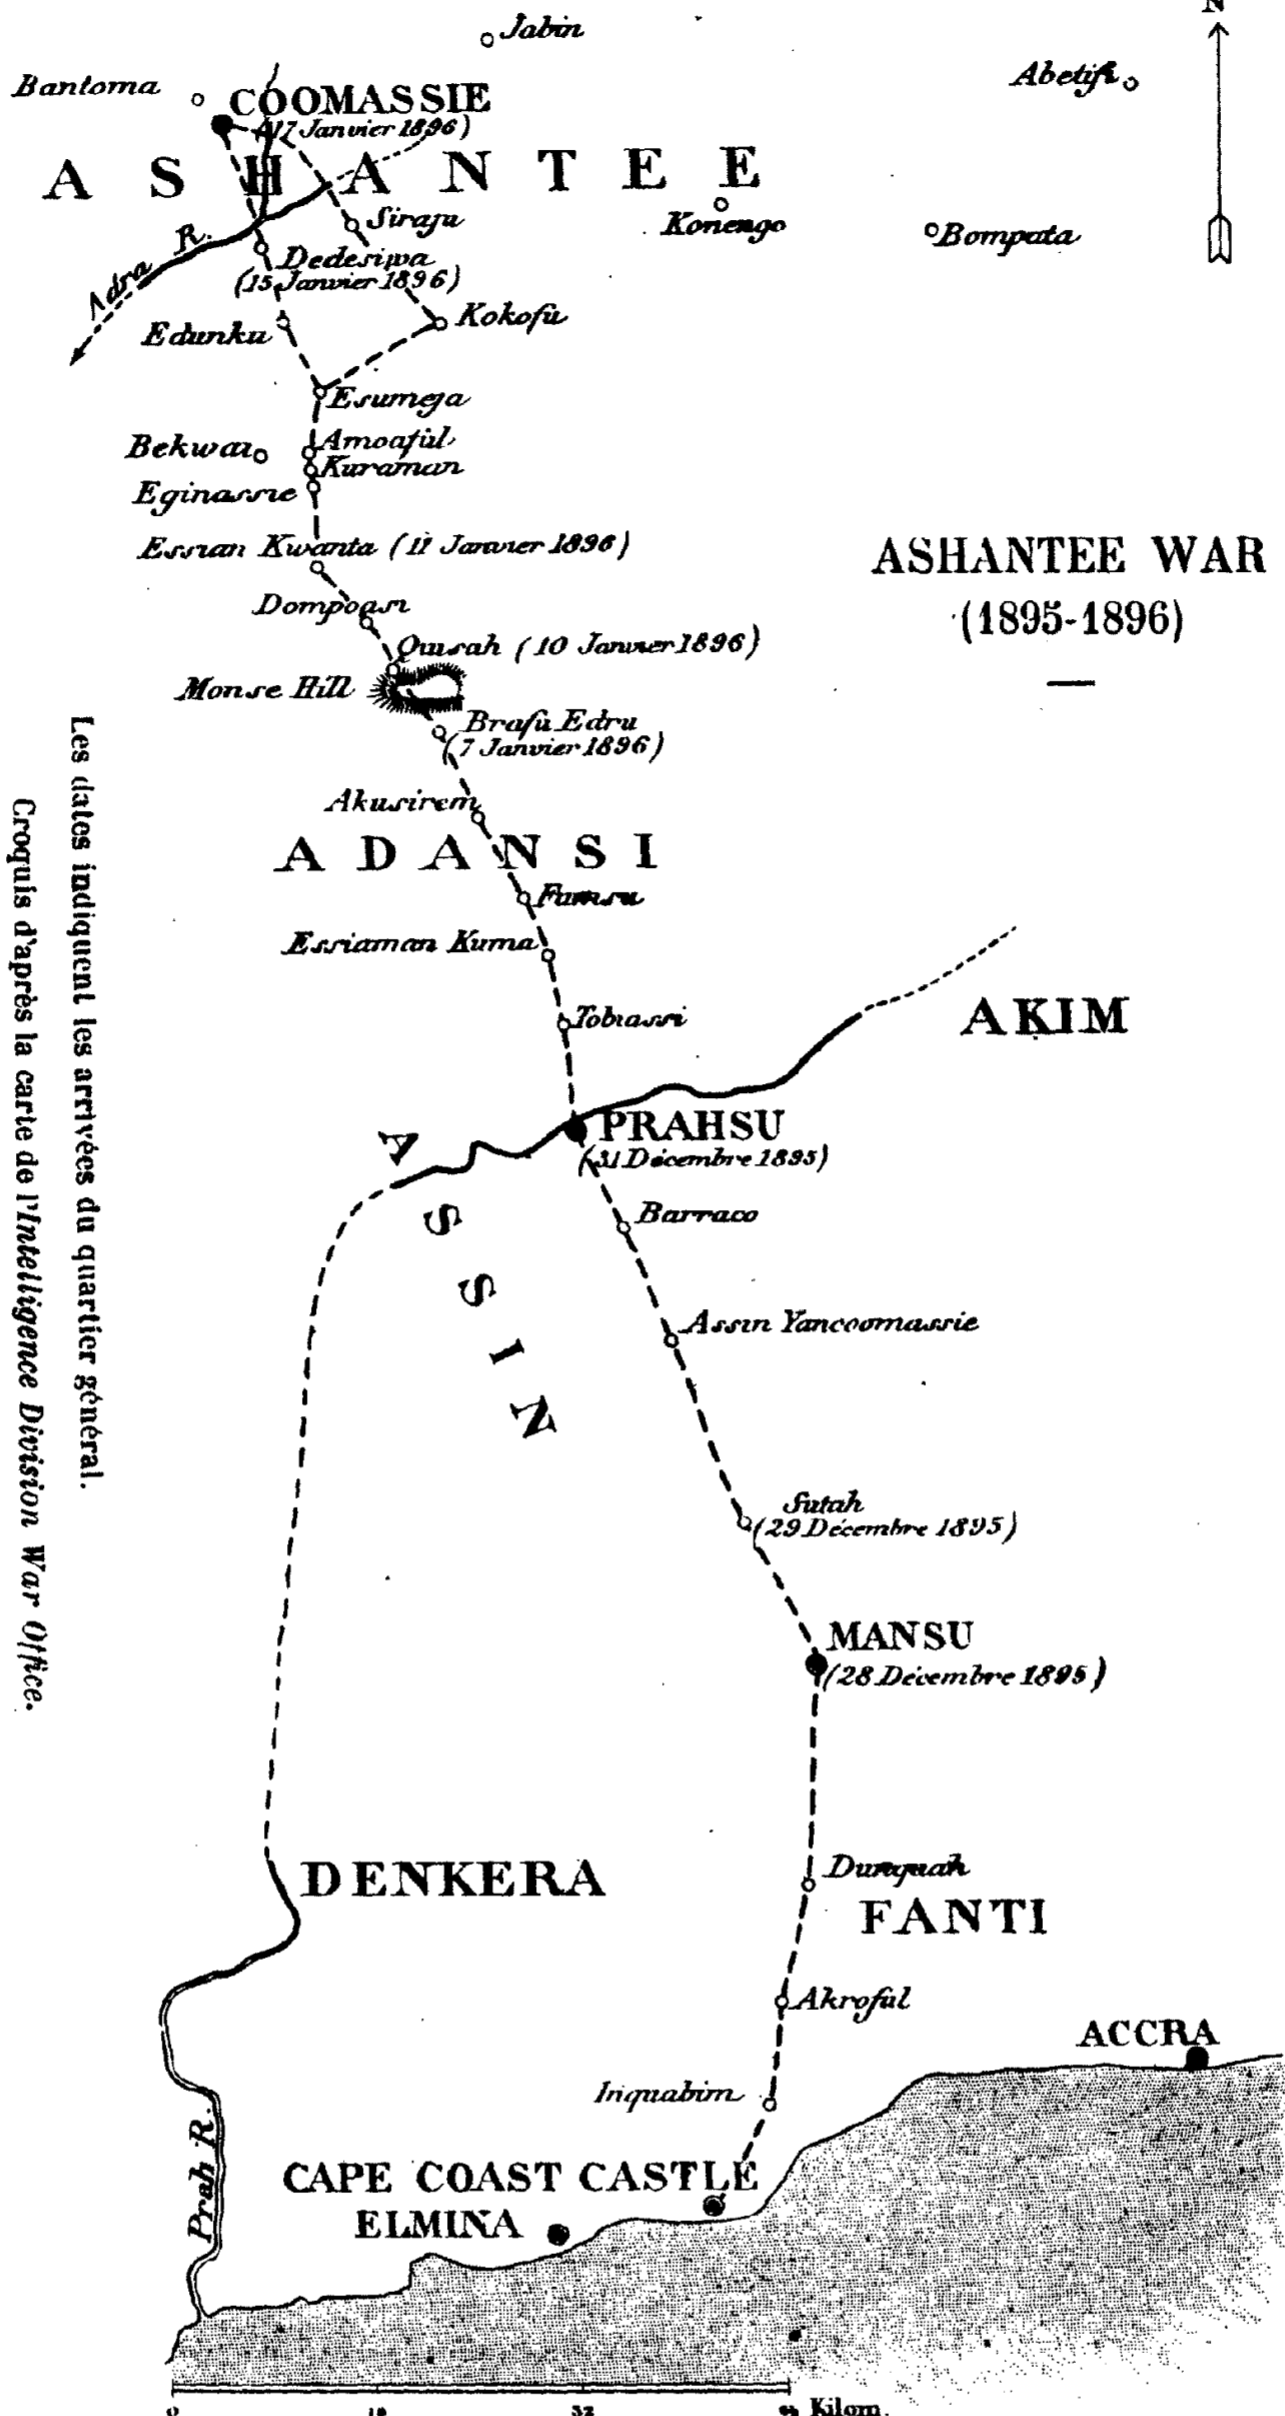 N
Jabin
Abetifi
Bantoma
COOMASSIE
(17 Janvier 1896)
ASHANTEE
Konengo
Bompata
Siraju
Adra R.
Dedesiwa
(15 Janvier 1896)
Kokofu
Edunku
Esumeja
Amoaful
Bekwai
Kuraman
Eginassie
Essian Kwanta (11 Janvier 1896)
ASHANTEE WAR
(1895-1896)
Dompoasi
Quisah (10 Janvier 1896)
Monse Hill
Brafu Edru
(7 Janvier 1896)
Akusirem
ADANSI
Famsu
Essiaman Kuma
Tobiassi
AKIM
PRAHSU
(31 Décembre 1895)
ASSIN
Barraco
Assin Yancoomassie
Sutah
(29 Décembre 1895)
MANSU
(28 Décembre 1895)
DENKERA
Dunquah
FANTI
Akroful
ACCRA
Inquabim
Prah R.
CAPE COAST CASTLE
ELMINA
Kilom.
Les dates indiquent les arrivées du quartier général.
Croquis d'après la carte de l'Intelligence Division War Office.